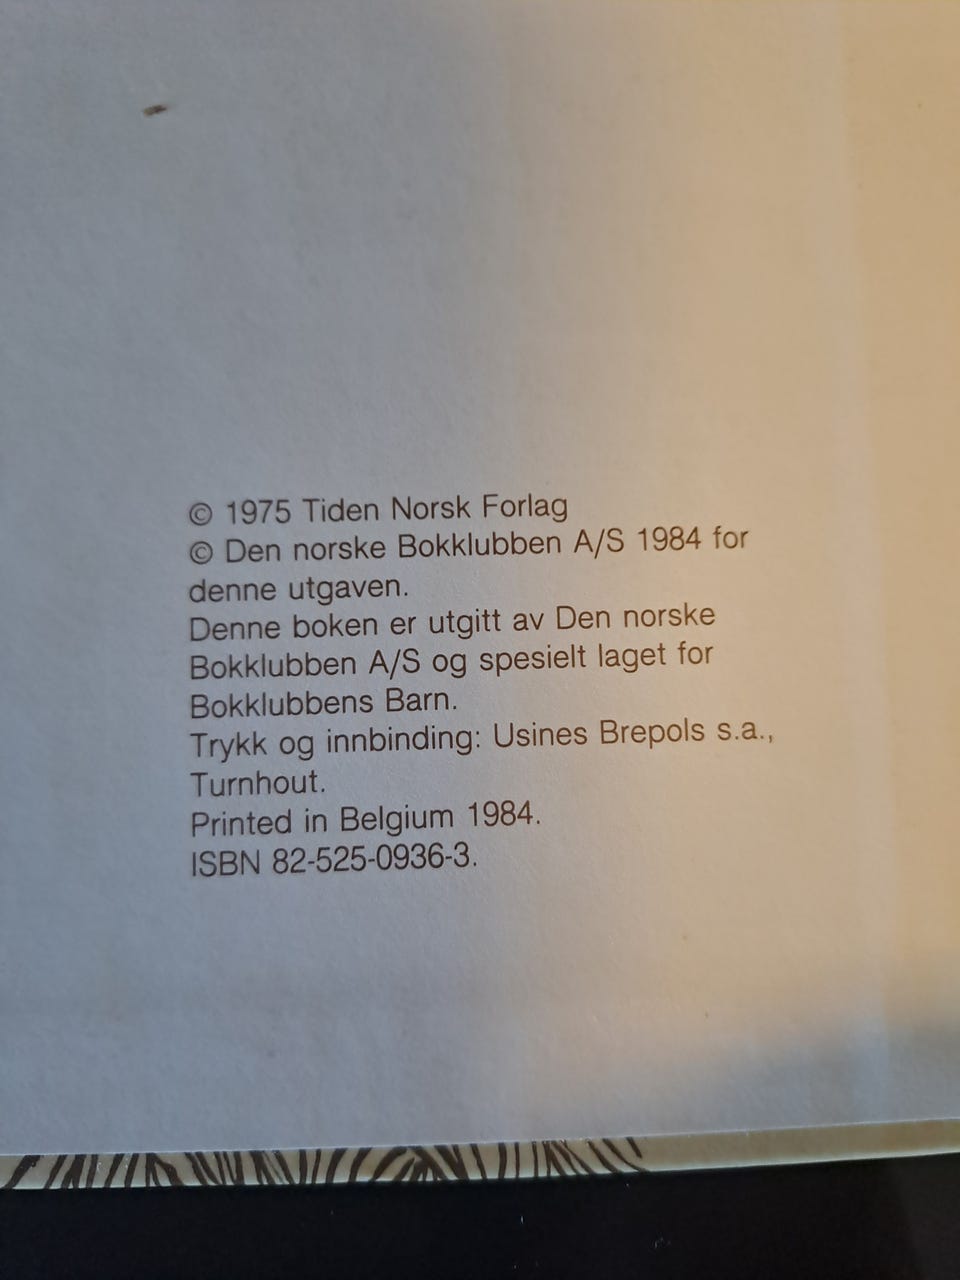 © 1975 Tiden Norsk Forlag
© Den norske Bokklubben A/S 1984 for
denne utgaven.
Denne boken er utgitt av Den norske
Bokklubben A/S og spesielt laget for
Bokklubbens Barn.
Trykk og innbinding: Usines Brepols s.a.,
Turnhout.
Printed in Belgium 1984.
ISBN 82-525-0936-3.